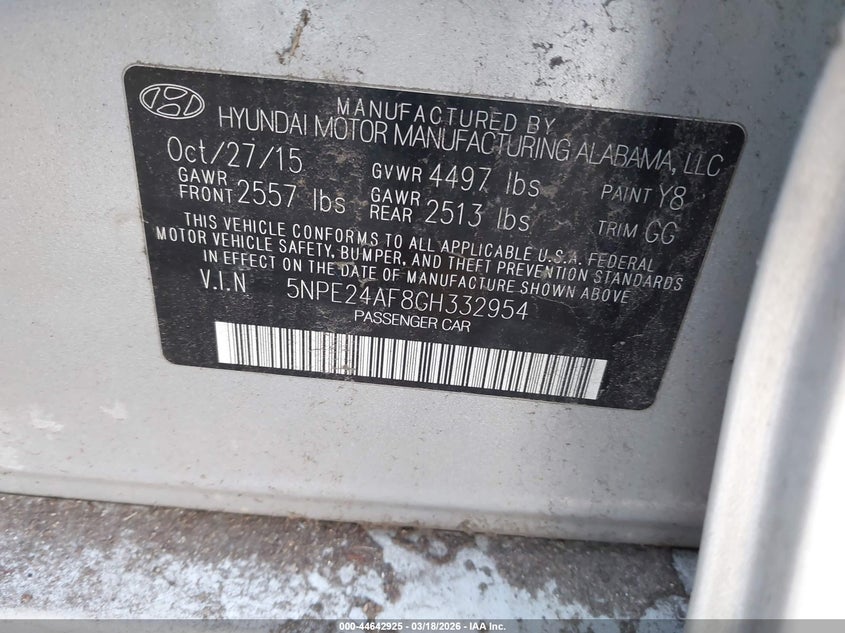 MANUFACTURED BY
HYUNDAI MOTOR MANUFACTURING ALABAMA, LLC
Oct/27/15 GVWR 4497 lbs PAINT Y8
GAWR FRONT 2557 lbs GAWR REAR 2513 lbs TRIM GG
THIS VEHICLE CONFORMS TO ALL APPLICABLE U.S.A. FEDERAL
MOTOR VEHICLE SAFETY, BUMPER, AND THEFT PREVENTION STANDARDS
IN EFFECT ON THE DATE OF MANUFACTURE SHOWN ABOVE
V.I.N 5NPE24AF8GH332954
PASSENGER CAR
000-44642925 - 03/18/2026 - IAA Inc.